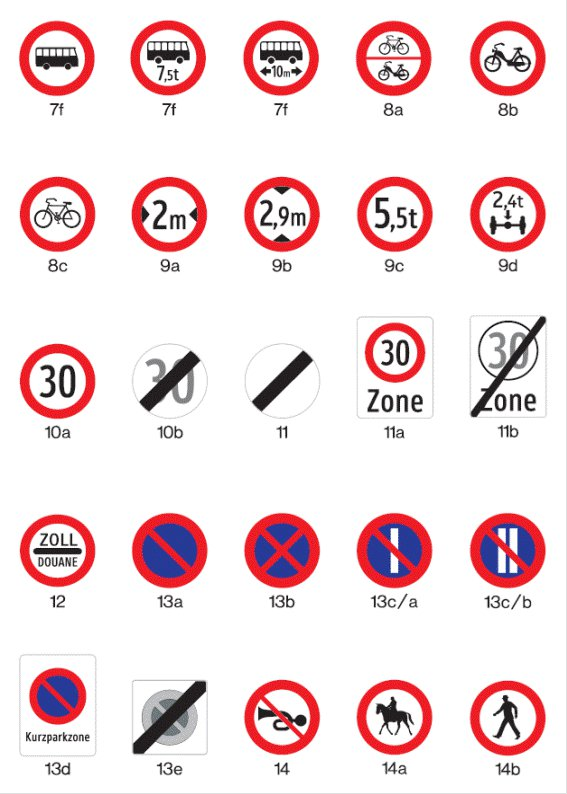 7,5t
10m
7f
7f
7f
8a
8b
2m
2,9m
5,5t
2,4t
8c
9a
9b
9c
9d
30
30
30
Zone
30
Zone
10a
10b
11
11a
11b
ZOLL
DOUANE
12
13a
13b
13c/a
13c/b
Kurzparkzone
13d
13e
14
14a
14b